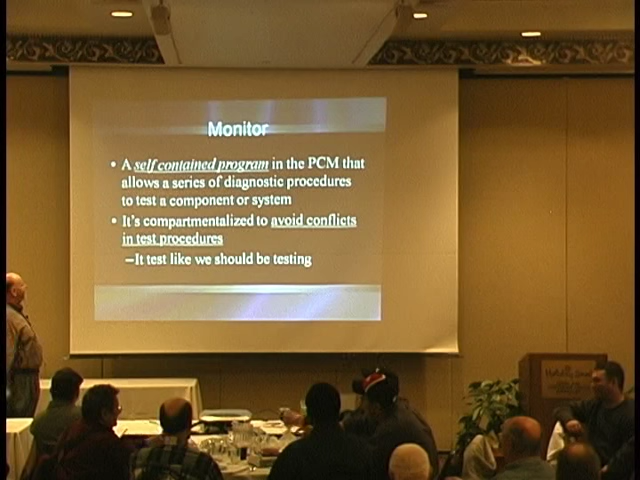 Monitor
• A self contained program in the PCM that
allows a series of diagnostic procedures
to test a component or system
• It's compartmentalized to avoid conflicts
in test procedures
–It test like we should be testing